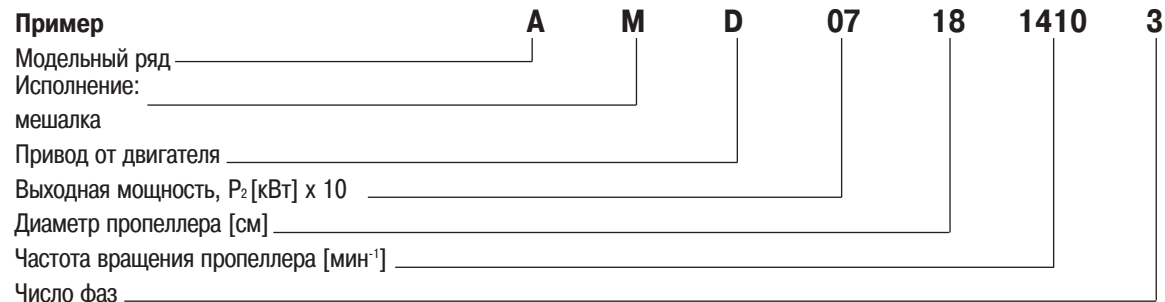 Пример A M D 07 18 1410 3
Модельный ряд
Исполнение:
мешалка
Привод от двигателя
Выходная мощность, P₂ [кВт] x 10
Диаметр пропеллера [см]
Частота вращения пропеллера [мин⁻¹]
Число фаз